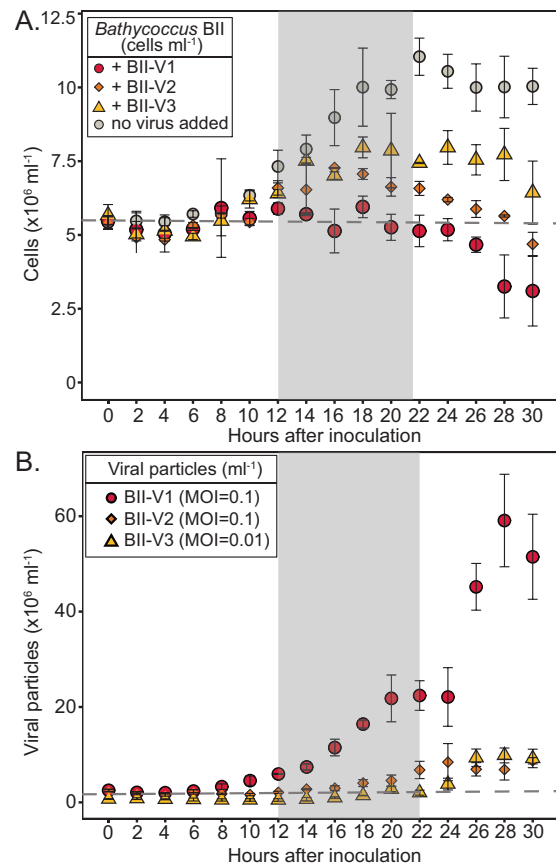 A.
12.5
10.0
7.5
5.0
2.5
0
Cells (x10⁶ ml⁻¹)
Bathycoccus BII
(cells ml⁻¹)
+ BII-V1
+ BII-V2
+ BII-V3
no virus added
0 2 4 6 8 10 12 14 16 18 20 22 24 26 28 30
Hours after inoculation
B.
60
40
20
0
Viral particles (x10⁶ ml⁻¹)
Viral particles (ml⁻¹)
BII-V1 (MOI=0.1)
BII-V2 (MOI=0.1)
BII-V3 (MOI=0.01)
0 2 4 6 8 10 12 14 16 18 20 22 24 26 28 30
Hours after inoculation